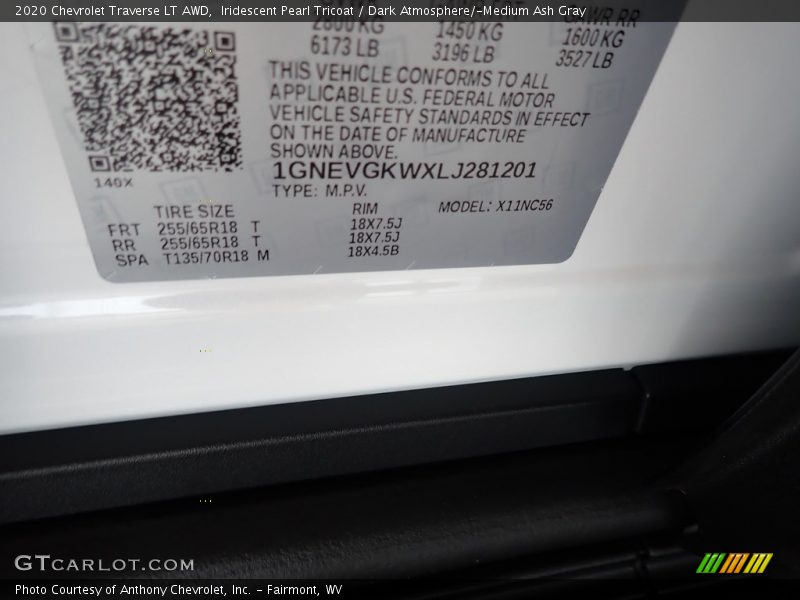 2020 Chevrolet Traverse LT AWD, Iridescent Pearl Tricoat / Dark Atmosphere/­Medium Ash Gray
GAWR RR
2800 KG 1450 KG 1600 KG
6173 LB 3196 LB 3527 LB
THIS VEHICLE CONFORMS TO ALL
APPLICABLE U.S. FEDERAL MOTOR
VEHICLE SAFETY STANDARDS IN EFFECT
ON THE DATE OF MANUFACTURE
SHOWN ABOVE.
1GNEVGKWXLJ281201
140X
TYPE: M.P.V.
TIRE SIZE RIM MODEL: X11NC56
FRT 255/65R18 T 18X7.5J
RR 255/65R18 T 18X7.5J
SPA T135/70R18 M 18X4.5B
GTCARLOT.COM
Photo Courtesy of Anthony Chevrolet, Inc. - Fairmont, WV